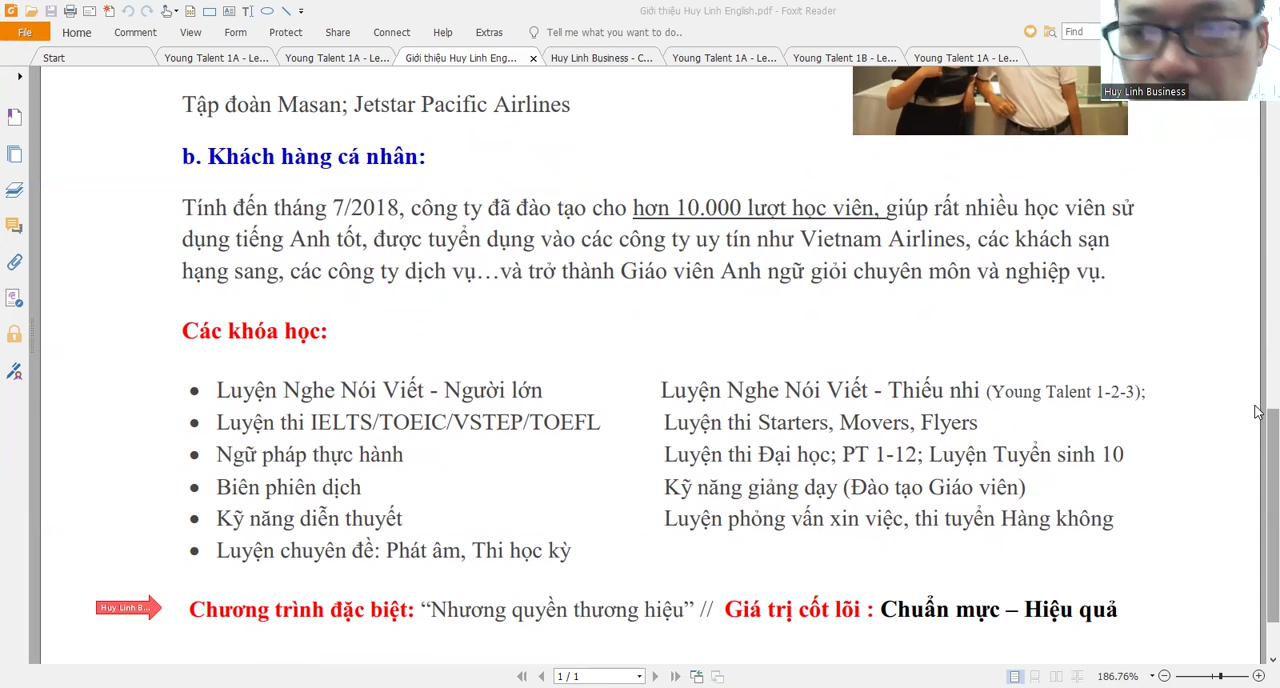 Giới thiệu Huy Linh English.pdf - Foxit Reader
File Home Comment View Form Protect Share Connect Help Extras Tell me what you want to do.. Find
Start Young Talent 1A - Le... Young Talent 1A - Le... Giới thiệu Huy Linh Eng... Huy Linh Business - C... Young Talent 1A - Le... Young Talent 1B - Le... Young Talent 1A - Le...
Huy Linh Business
Tập đoàn Masan; Jetstar Pacific Airlines
b. Khách hàng cá nhân:
Tính đến tháng 7/2018, công ty đã đào tạo cho hơn 10.000 lượt học viên, giúp rất nhiều học viên sử
dụng tiếng Anh tốt, được tuyển dụng vào các công ty uy tín như Vietnam Airlines, các khách sạn
hạng sang, các công ty dịch vụ…và trở thành Giáo viên Anh ngữ giỏi chuyên môn và nghiệp vụ.
Các khóa học:
• Luyện Nghe Nói Viết - Người lớn Luyện Nghe Nói Viết - Thiếu nhi (Young Talent 1-2-3);
• Luyện thi IELTS/TOEIC/VSTEP/TOEFL Luyện thi Starters, Movers, Flyers
• Ngữ pháp thực hành Luyện thi Đại học; PT 1-12; Luyện Tuyển sinh 10
• Biên phiên dịch Kỹ năng giảng dạy (Đào tạo Giáo viên)
• Kỹ năng diễn thuyết Luyện phỏng vấn xin việc, thi tuyển Hàng không
• Luyện chuyên đề: Phát âm, Thi học kỳ
Huy Linh B...
Chương trình đặc biệt: “Nhương quyền thương hiệu” // Giá trị cốt lõi : Chuẩn mực – Hiệu quả
1 / 1
186.76%